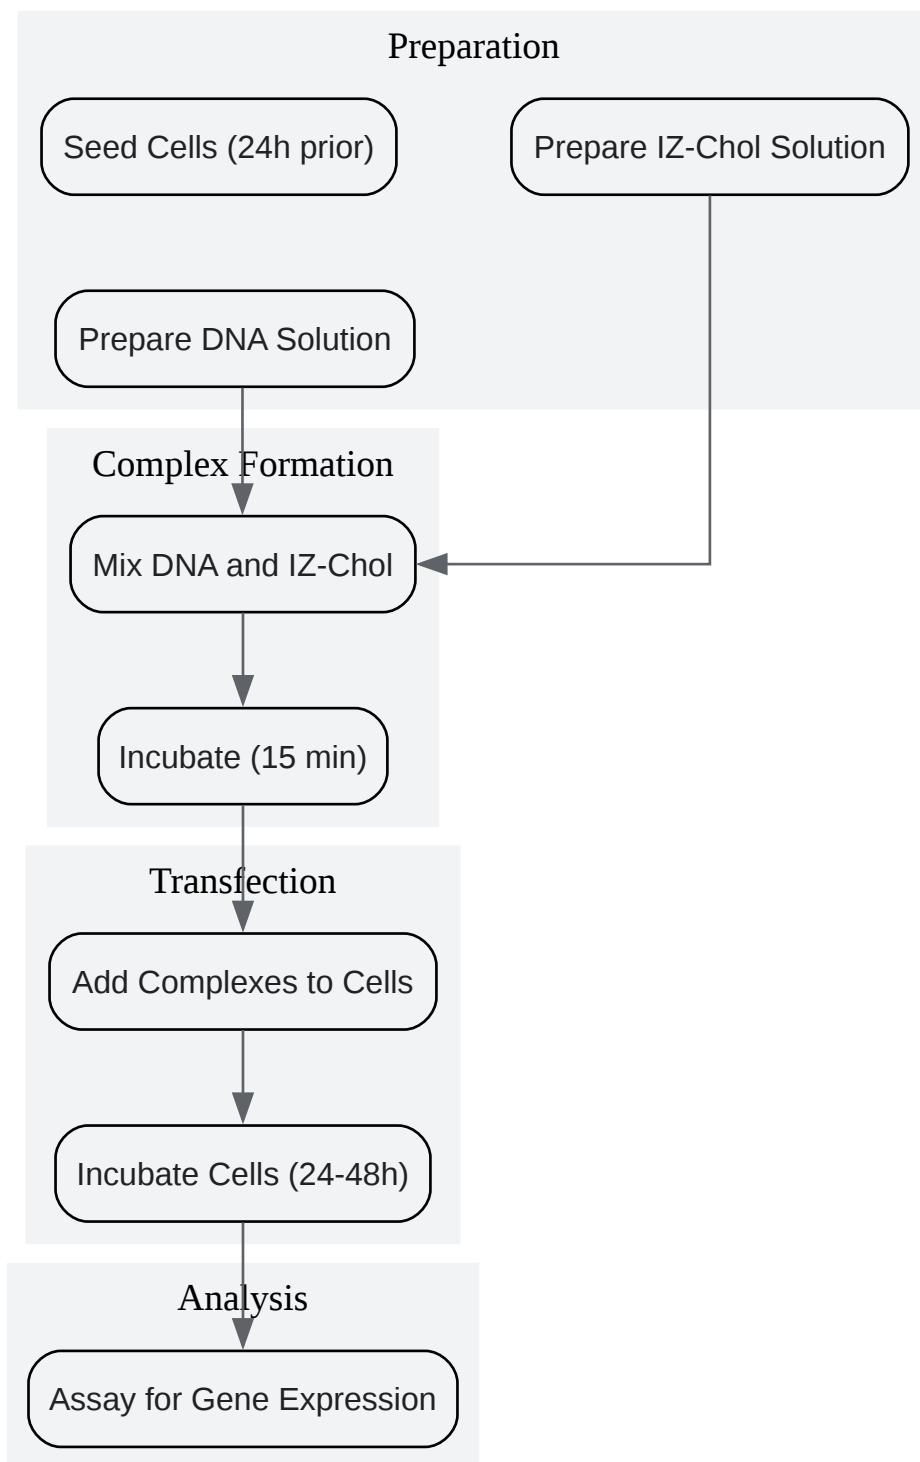 Preparation
Seed Cells (24h prior)
Prepare IZ-Chol Solution
Prepare DNA Solution
Complex Formation
Mix DNA and IZ-Chol
Incubate (15 min)
Transfection
Add Complexes to Cells
Incubate Cells (24-48h)
Analysis
Assay for Gene Expression